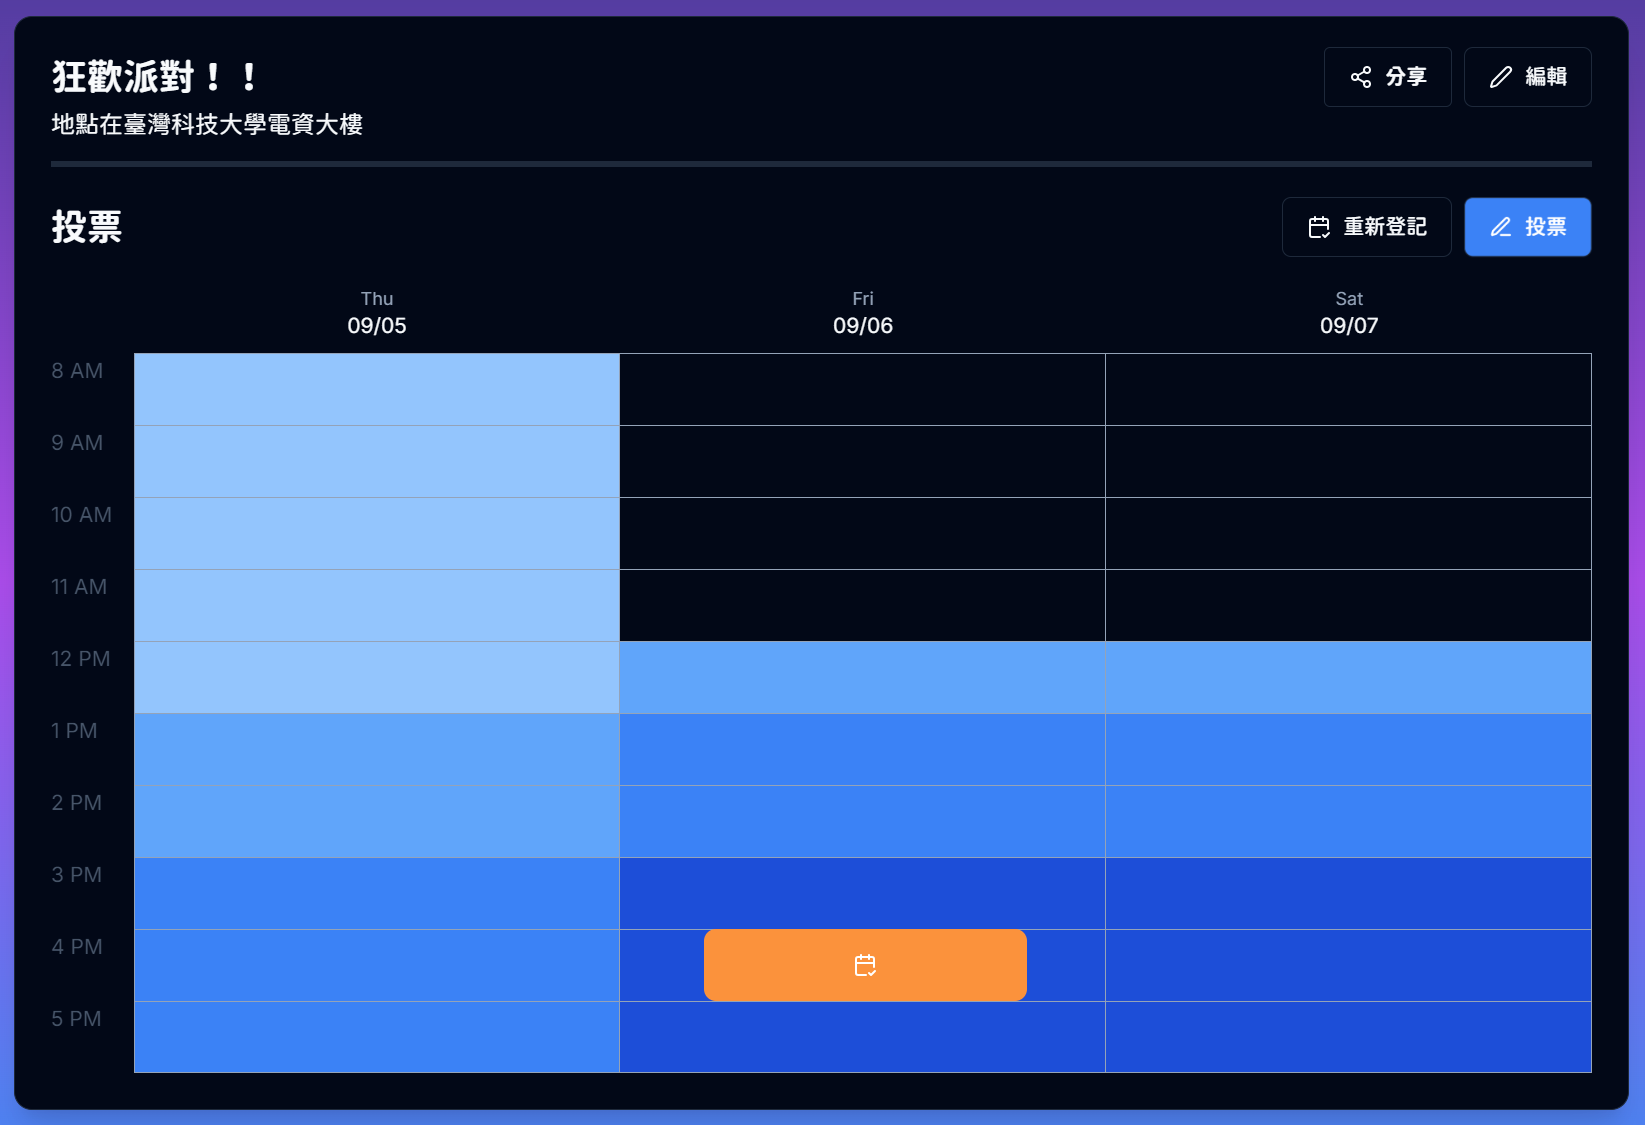 狂歡派對！！
分享
編輯
地點在臺灣科技大學電資大樓
投票
重新登記
投票
Thu
Fri
Sat
09/05
09/06
09/07
8 AM
9 AM
10 AM
11 AM
12 PM
1 PM
2 PM
3 PM
4 PM
5 PM